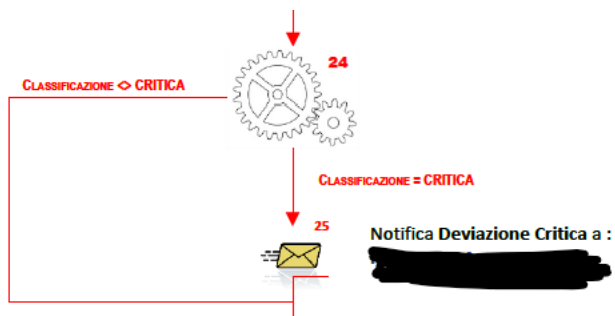 24
CLASSIFICAZIONE <> CRITICA
CLASSIFICAZIONE = CRITICA
25
Notifica Deviazione Critica a :